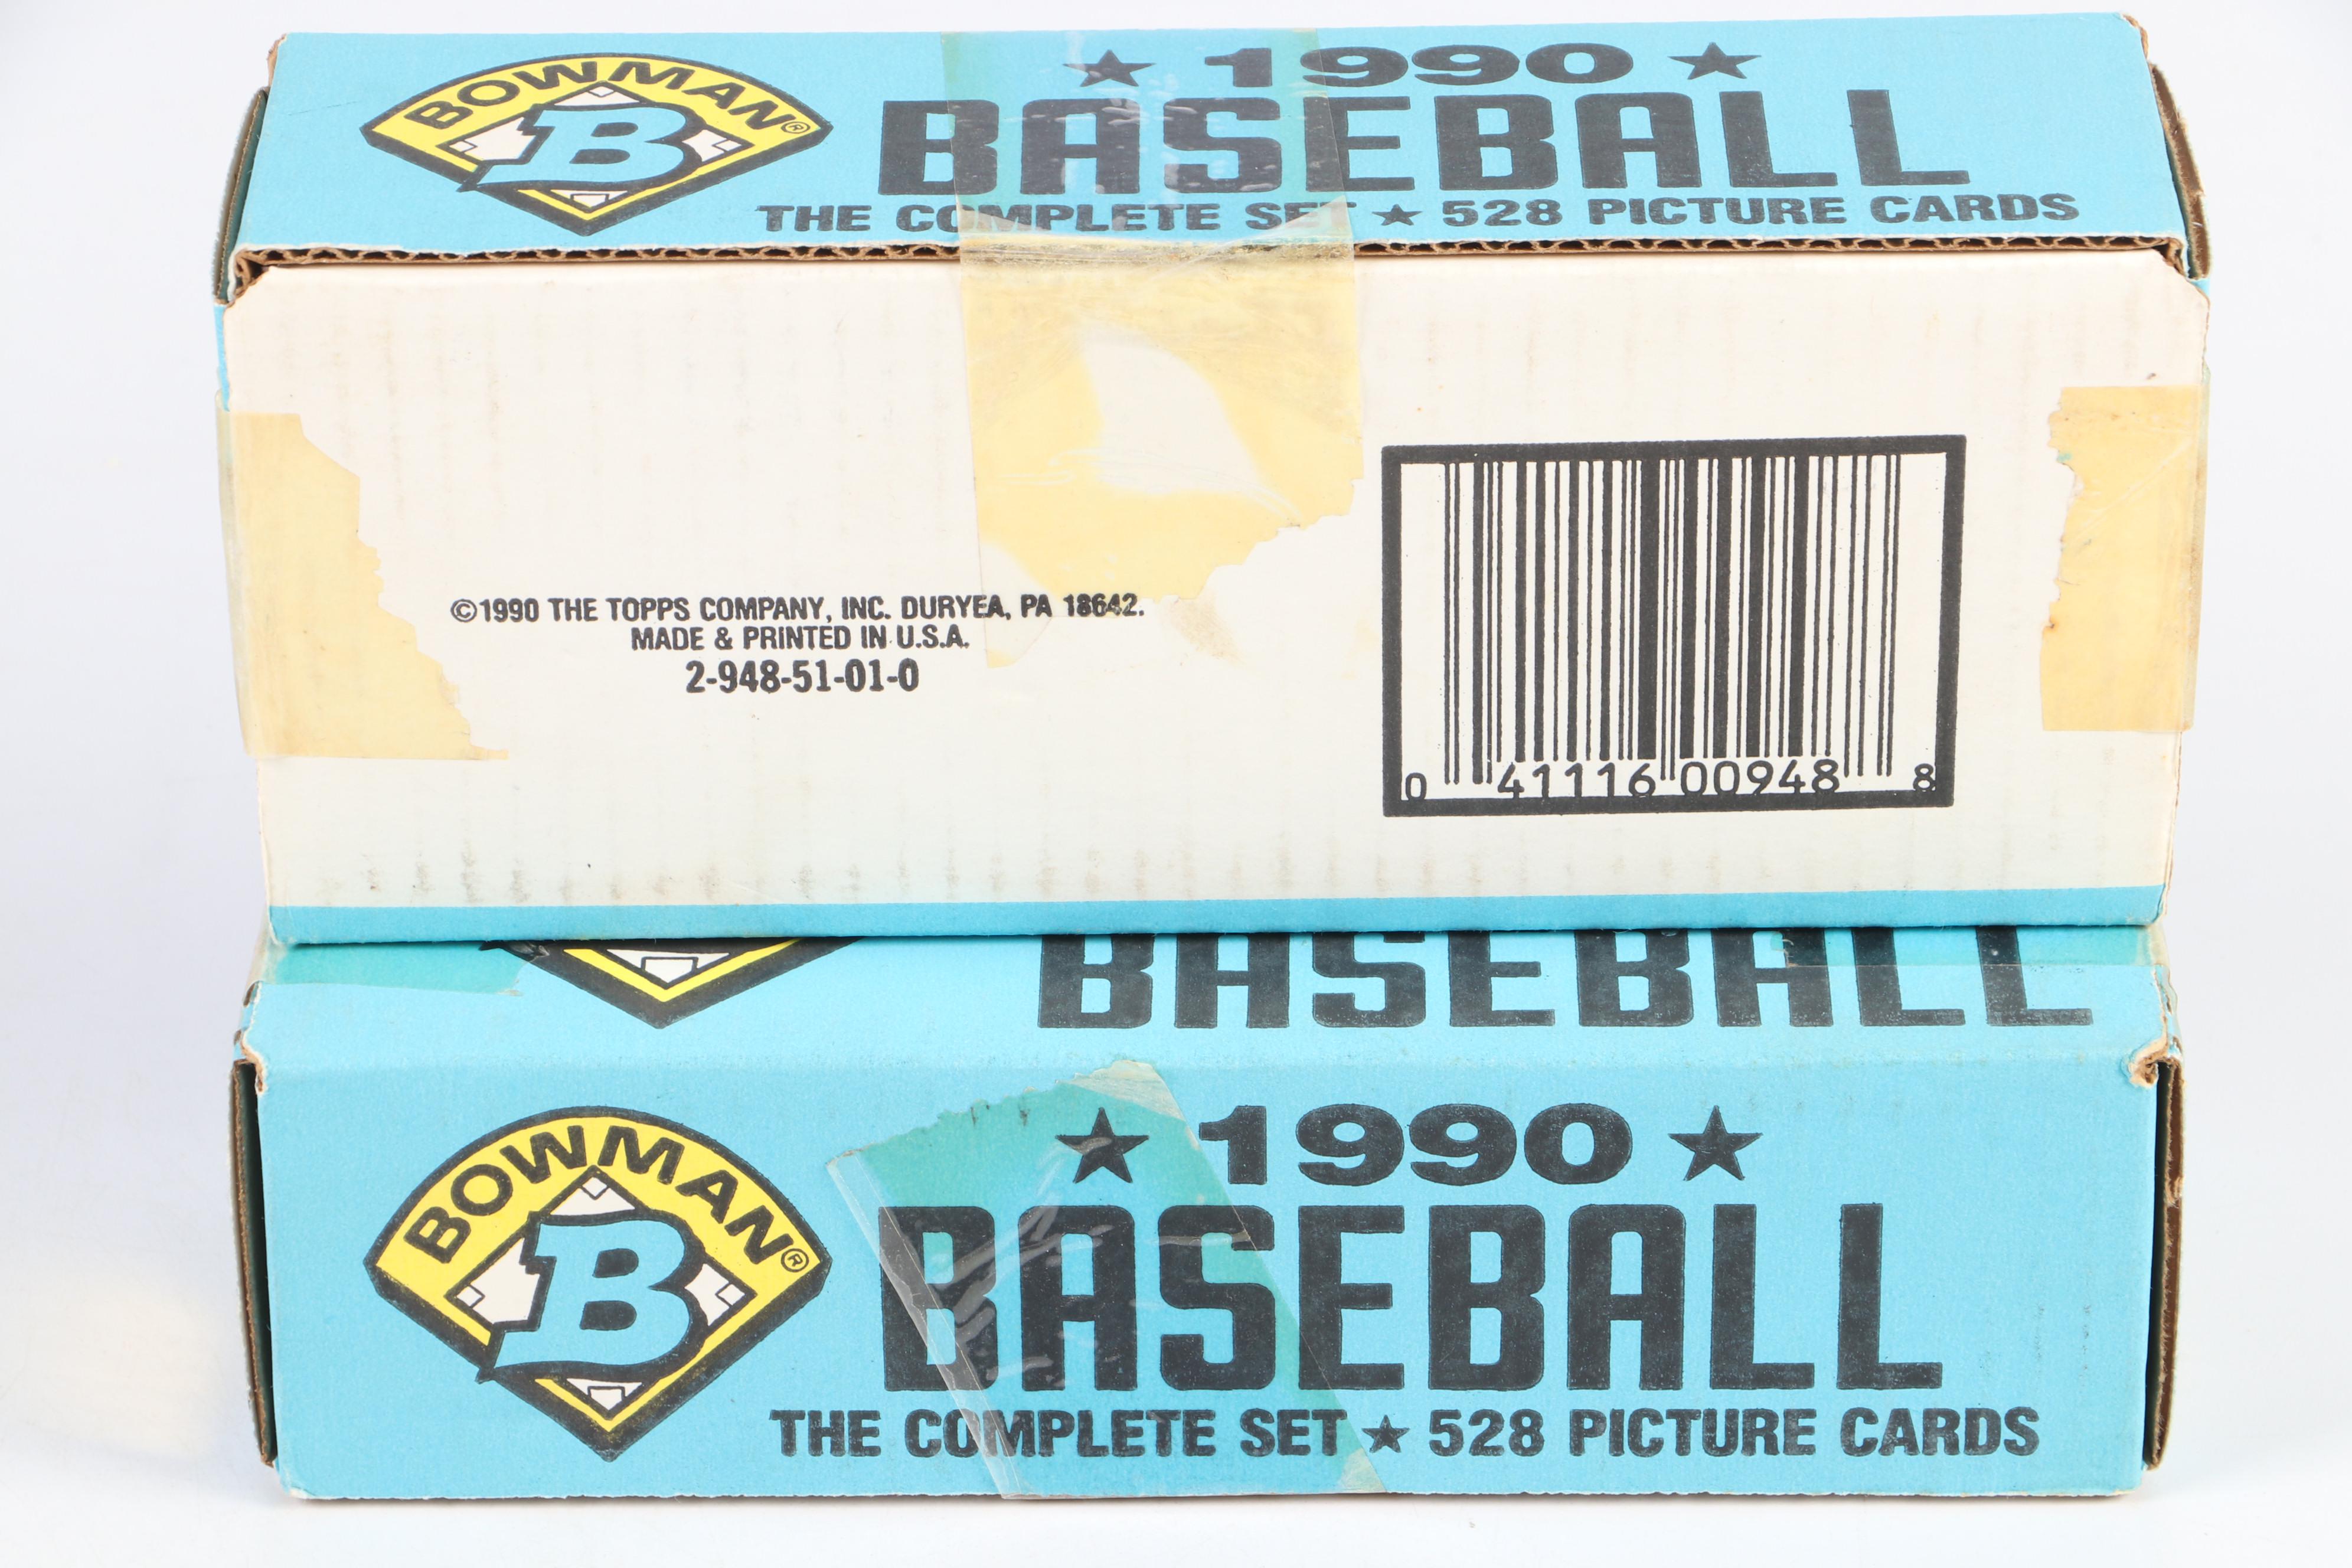 BOWMAN®
B
★ 1990 ★
BASEBALL
THE COMPLETE SET ★ 528 PICTURE CARDS
©1990 THE TOPPS COMPANY, INC. DURYEA, PA 18642.
MADE & PRINTED IN U.S.A.
2-948-51-01-0
0 41116 00948 8
BASEBALL
BOWMAN®
B
★ 1990 ★
BASEBALL
THE COMPLETE SET ★ 528 PICTURE CARDS